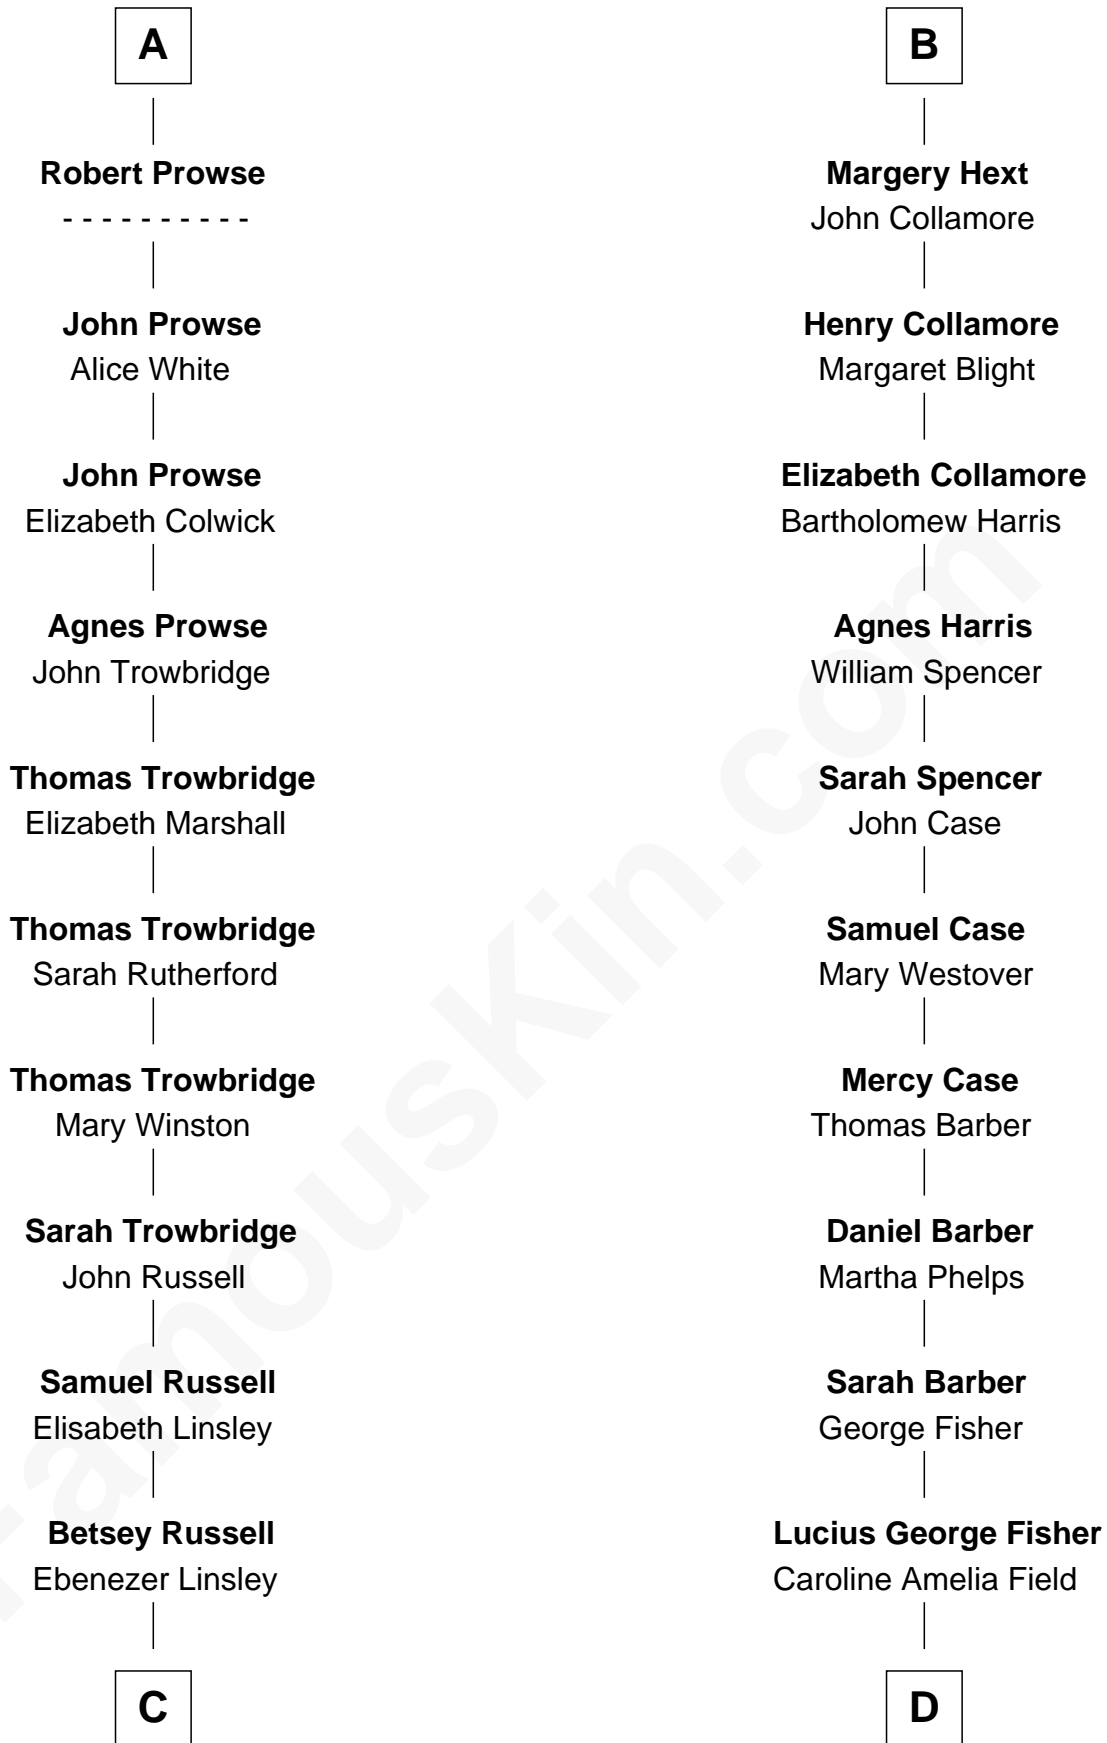 A
Robert Prowse
- - - - - - - - - -
John Prowse
Alice White
John Prowse
Elizabeth Colwick
Agnes Prowse
John Trowbridge
Thomas Trowbridge
Elizabeth Marshall
Thomas Trowbridge
Sarah Rutherford
Thomas Trowbridge
Mary Winston
Sarah Trowbridge
John Russell
Samuel Russell
Elisabeth Linsley
Betsey Russell
Ebenezer Linsley
C
B
Margery Hext
John Collamore
Henry Collamore
Margaret Blight
Elizabeth Collamore
Bartholomew Harris
Agnes Harris
William Spencer
Sarah Spencer
John Case
Samuel Case
Mary Westover
Mercy Case
Thomas Barber
Daniel Barber
Martha Phelps
Sarah Barber
George Fisher
Lucius George Fisher
Caroline Amelia Field
D
FamousKin.com